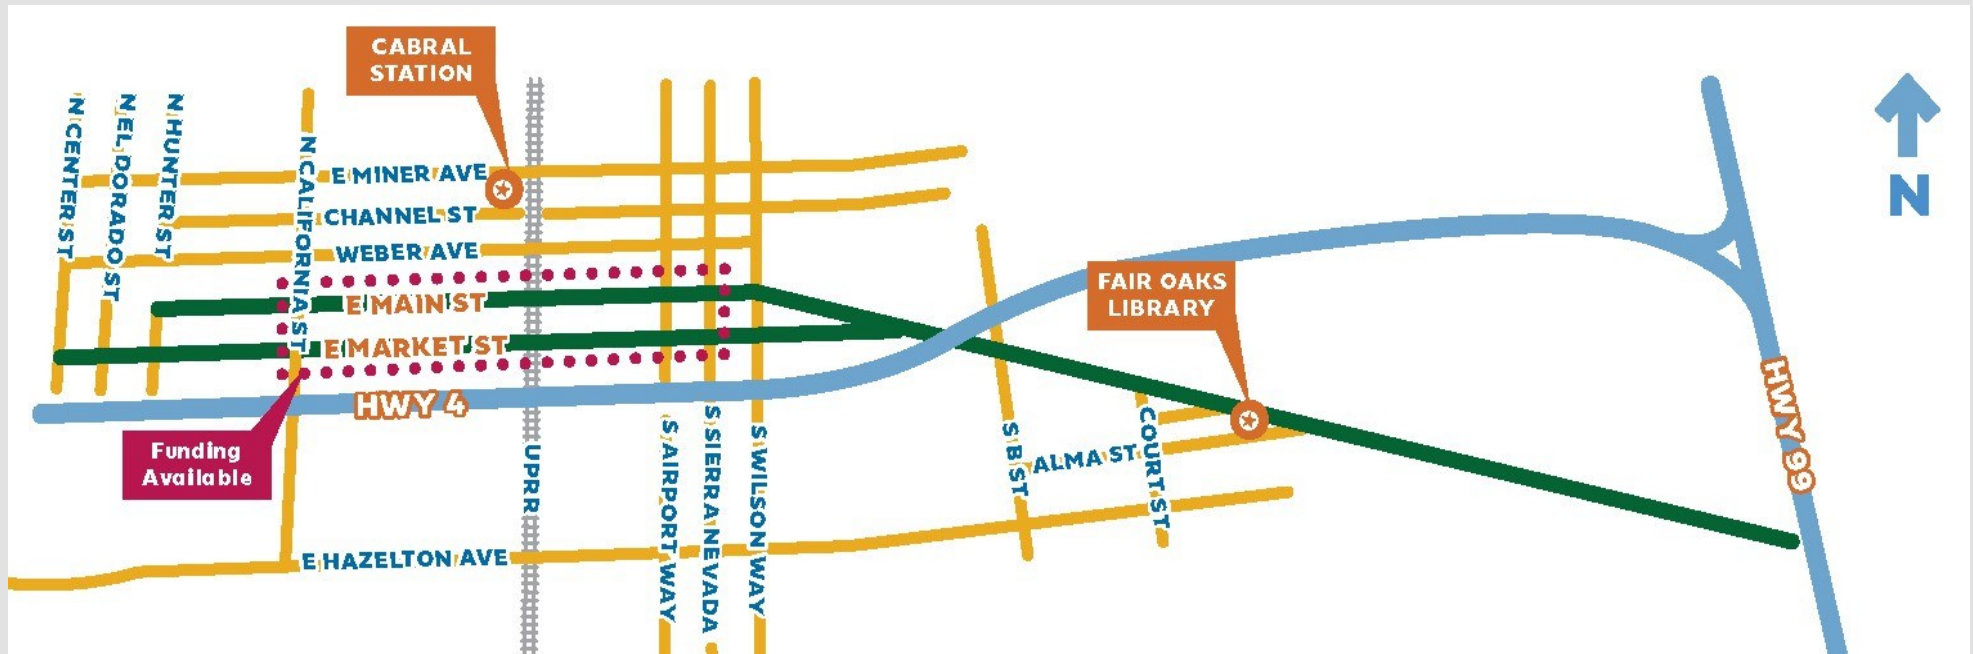 CABRAL
STATION
N CENTER ST
N EL DORADO ST
N HUNTER ST
N CALIFORNIA ST
E MINER AVE
CHANNEL ST
WEBER AVE
E MAIN ST
E MARKET ST
HWY 4
Funding
Available
UPRR
E HAZELTON AVE
S AIRPORT WAY
S SIERRA NEVADA
S WILSON WAY
S B ST
ALMA ST
COURT ST
FAIR OAKS
LIBRARY
HWY 99
N